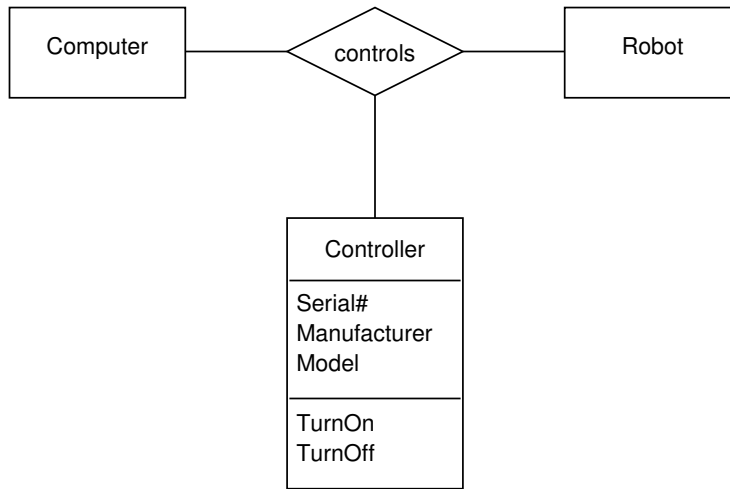 Computer
controls
Robot
Controller
Serial#
Manufacturer
Model
TurnOn
TurnOff